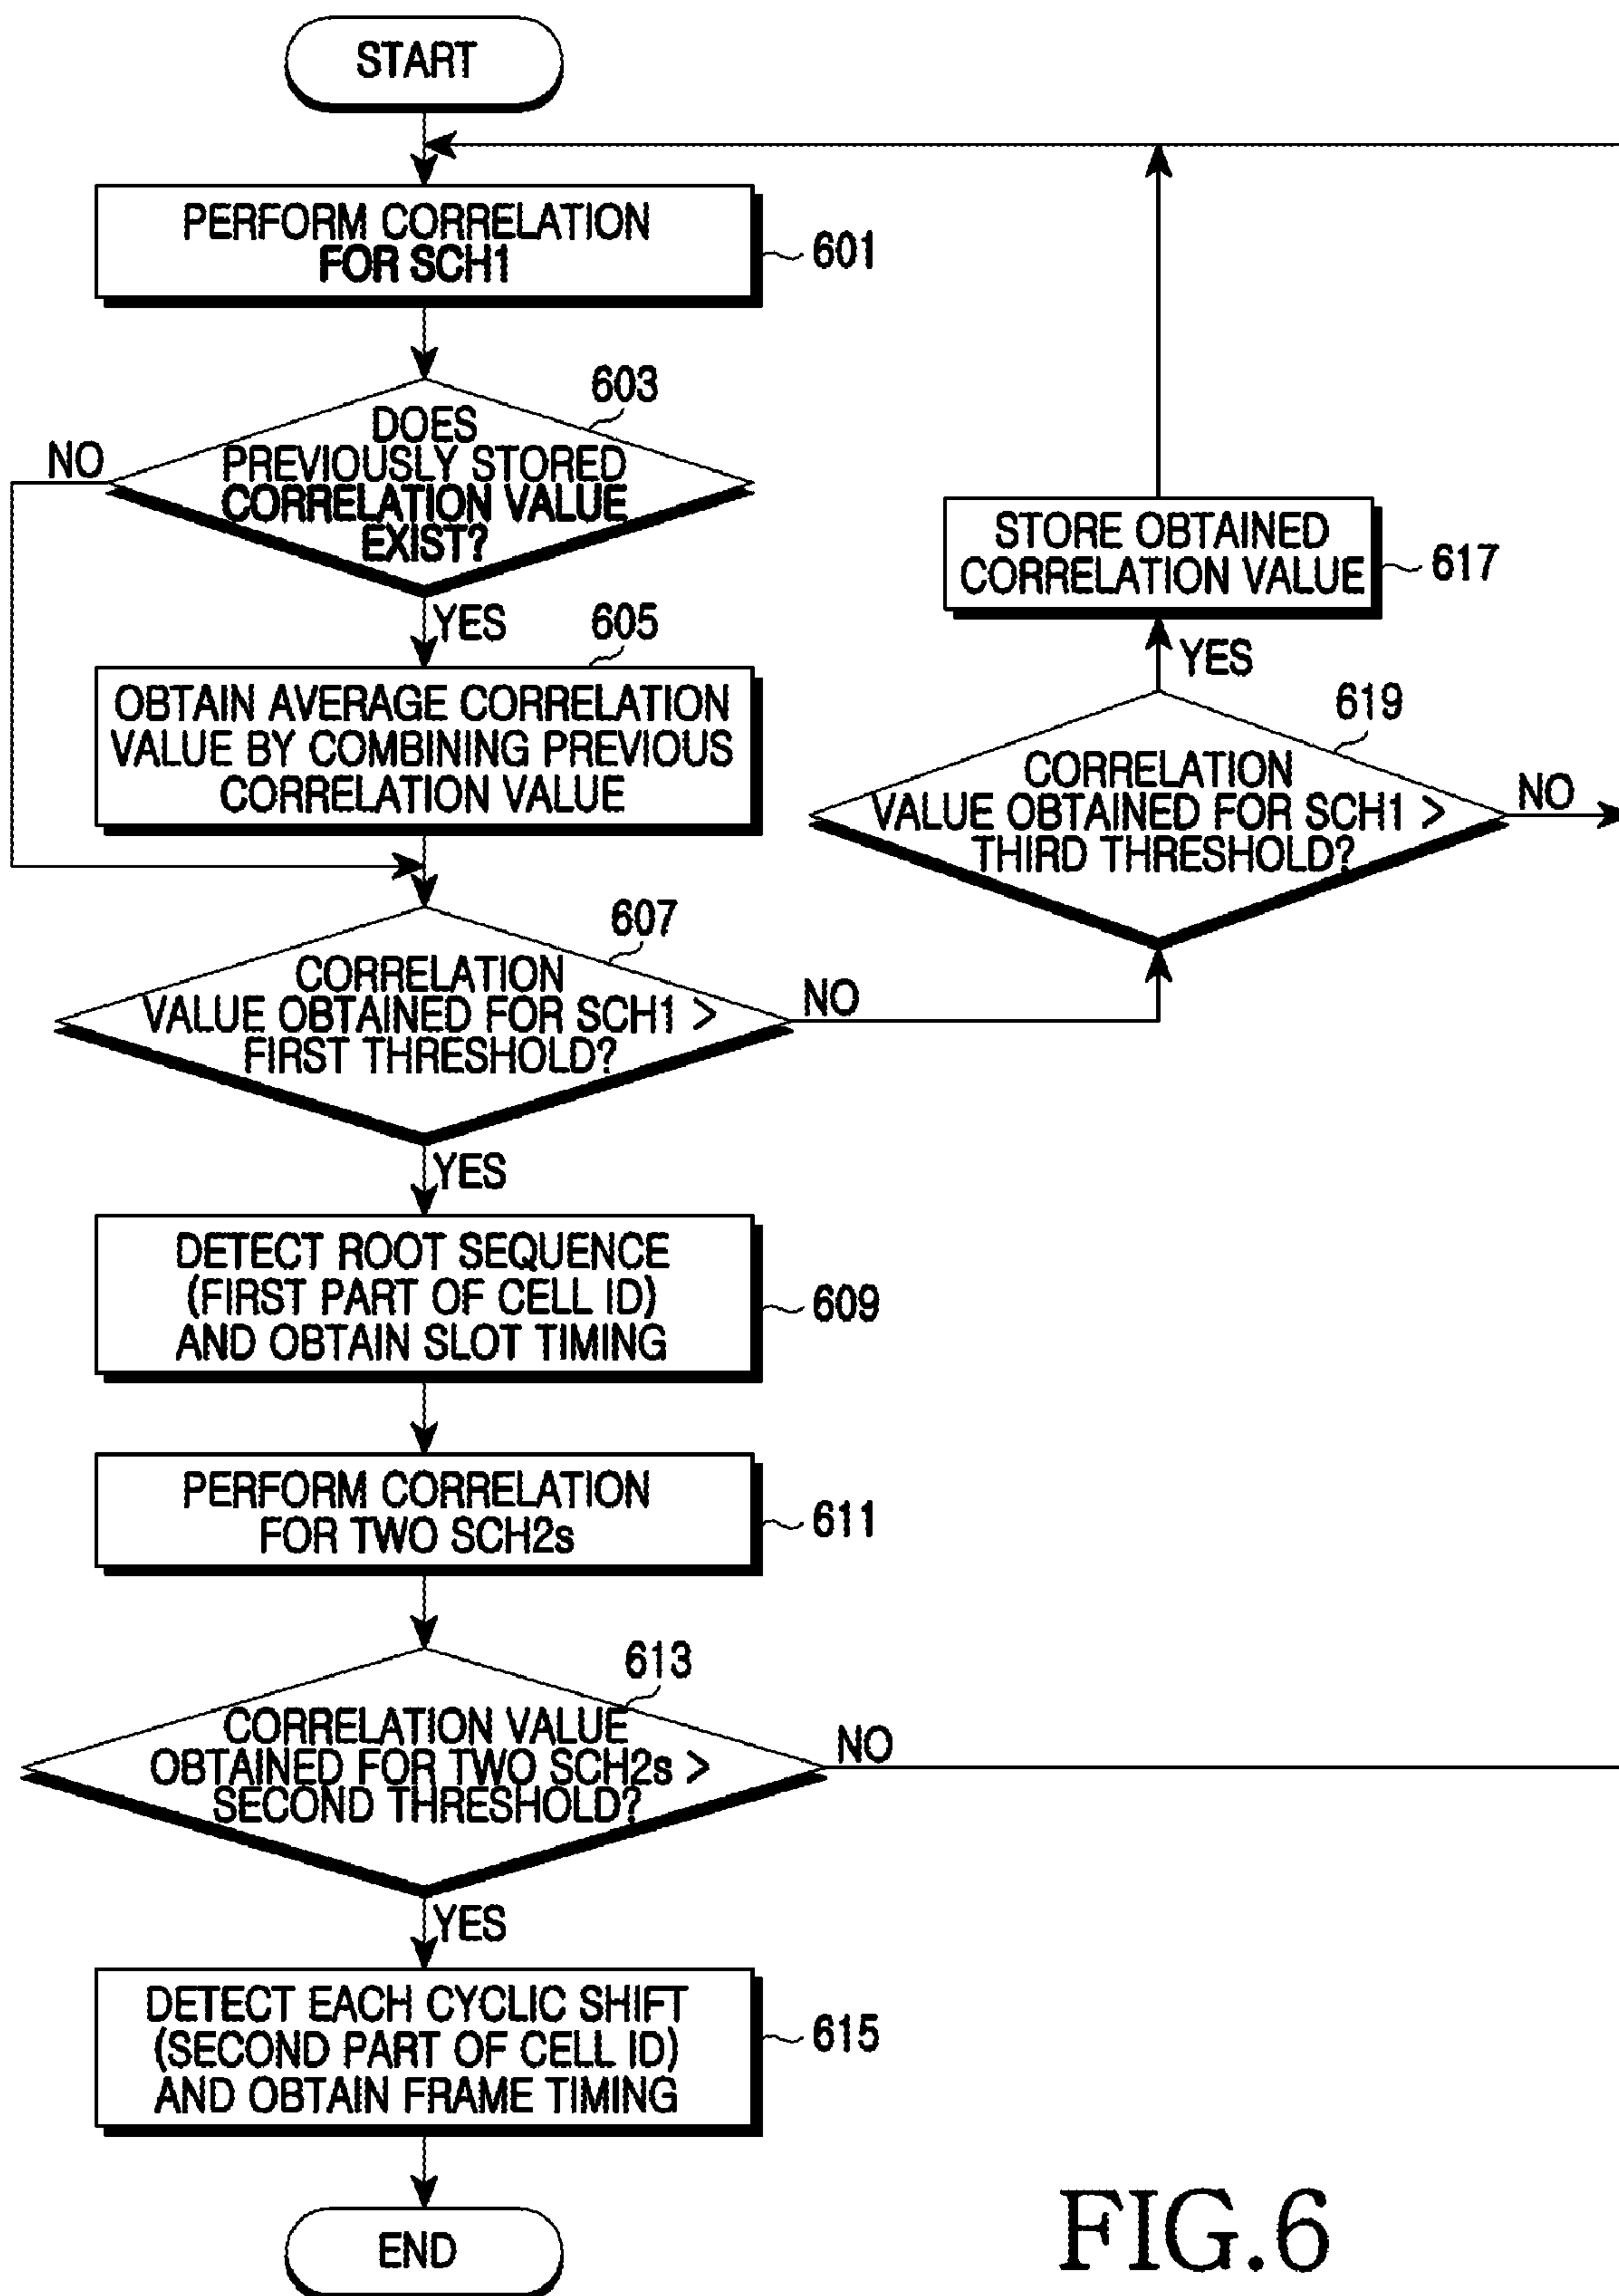 START
PERFORM CORRELATION
FOR SCH1
601
603
DOES
PREVIOUSLY STORED
CORRELATION VALUE
EXIST?
NO
YES
605
OBTAIN AVERAGE CORRELATION
VALUE BY COMBINING PREVIOUS
CORRELATION VALUE
607
CORRELATION
VALUE OBTAINED FOR SCH1 >
FIRST THRESHOLD?
NO
YES
STORE OBTAINED
CORRELATION VALUE
617
YES
619
CORRELATION
VALUE OBTAINED FOR SCH1 >
THIRD THRESHOLD?
NO
DETECT ROOT SEQUENCE
(FIRST PART OF CELL ID)
AND OBTAIN SLOT TIMING
609
PERFORM CORRELATION
FOR TWO SCH2s
611
613
CORRELATION VALUE
OBTAINED FOR TWO SCH2s >
SECOND THRESHOLD?
NO
YES
DETECT EACH CYCLIC SHIFT
(SECOND PART OF CELL ID)
AND OBTAIN FRAME TIMING
615
END
FIG.6